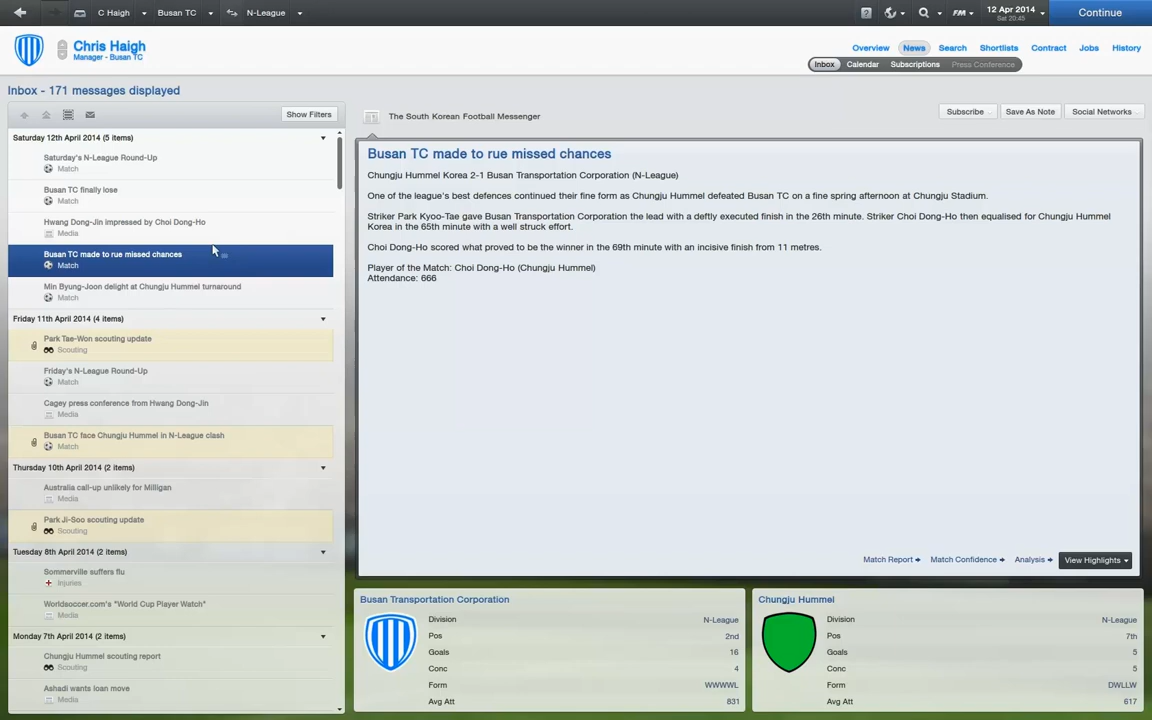 C Haigh
Busan TC
N-League
FM
12 Apr 2014
Sat 20:45
Continue
Chris Haigh
Manager - Busan TC
Overview
News
Search
Shortlists
Contract
Jobs
History
Inbox
Calendar
Subscriptions
Press Conference
Inbox - 171 messages displayed
Show Filters
Saturday 12th April 2014 (5 items)
Saturday's N-League Round-Up
Match
Busan TC finally lose
Match
Hwang Dong-Jin impressed by Choi Dong-Ho
Media
Busan TC made to rue missed chances
Match
Min Byung-Joon delight at Chungju Hummel turnaround
Match
Friday 11th April 2014 (4 items)
Park Tae-Won scouting update
Scouting
Friday's N-League Round-Up
Match
Cagey press conference from Hwang Dong-Jin
Media
Busan TC face Chungju Hummel in N-League clash
Match
Thursday 10th April 2014 (2 items)
Australia call-up unlikely for Milligan
Media
Park Ji-Soo scouting update
Scouting
Tuesday 8th April 2014 (2 items)
Sommerville suffers flu
Injuries
Worldsoccer.com's "World Cup Player Watch"
Media
Monday 7th April 2014 (2 items)
Chungju Hummel scouting report
Scouting
Ashadi wants loan move
Media
The South Korean Football Messenger
Subscribe
Save As Note
Social Networks
Busan TC made to rue missed chances
Chungju Hummel Korea 2-1 Busan Transportation Corporation (N-League)
One of the league's best defences continued their fine form as Chungju Hummel defeated Busan TC on a fine spring afternoon at Chungju Stadium.
Striker Park Kyoo-Tae gave Busan Transportation Corporation the lead with a deftly executed finish in the 26th minute. Striker Choi Dong-Ho then equalised for Chungju Hummel
Korea in the 65th minute with a well struck effort.
Choi Dong-Ho scored what proved to be the winner in the 69th minute with an incisive finish from 11 metres.
Player of the Match: Choi Dong-Ho (Chungju Hummel)
Attendance: 666
Match Report
Match Confidence
Analysis
View Highlights
Busan Transportation Corporation
Division N-League
Pos 2nd
Goals 16
Conc 4
Form WWWWL
Avg Att 831
Chungju Hummel
Division N-League
Pos 7th
Goals 5
Conc 5
Form DWLLW
Avg Att 617